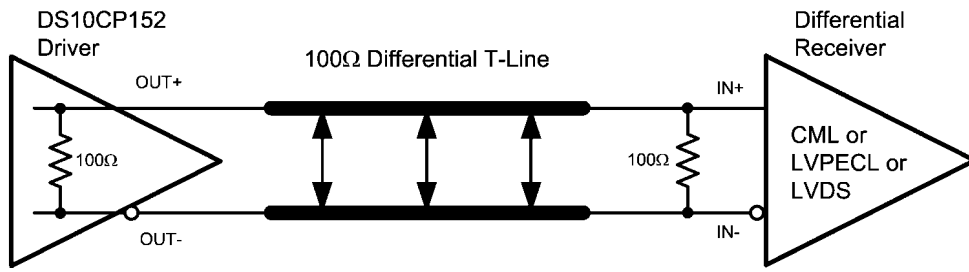 DS10CP152
Driver
Differential
Receiver
100Ω Differential T-Line
OUT+
IN+
100Ω
100Ω
CML or
LVPECL or
LVDS
OUT-
IN-